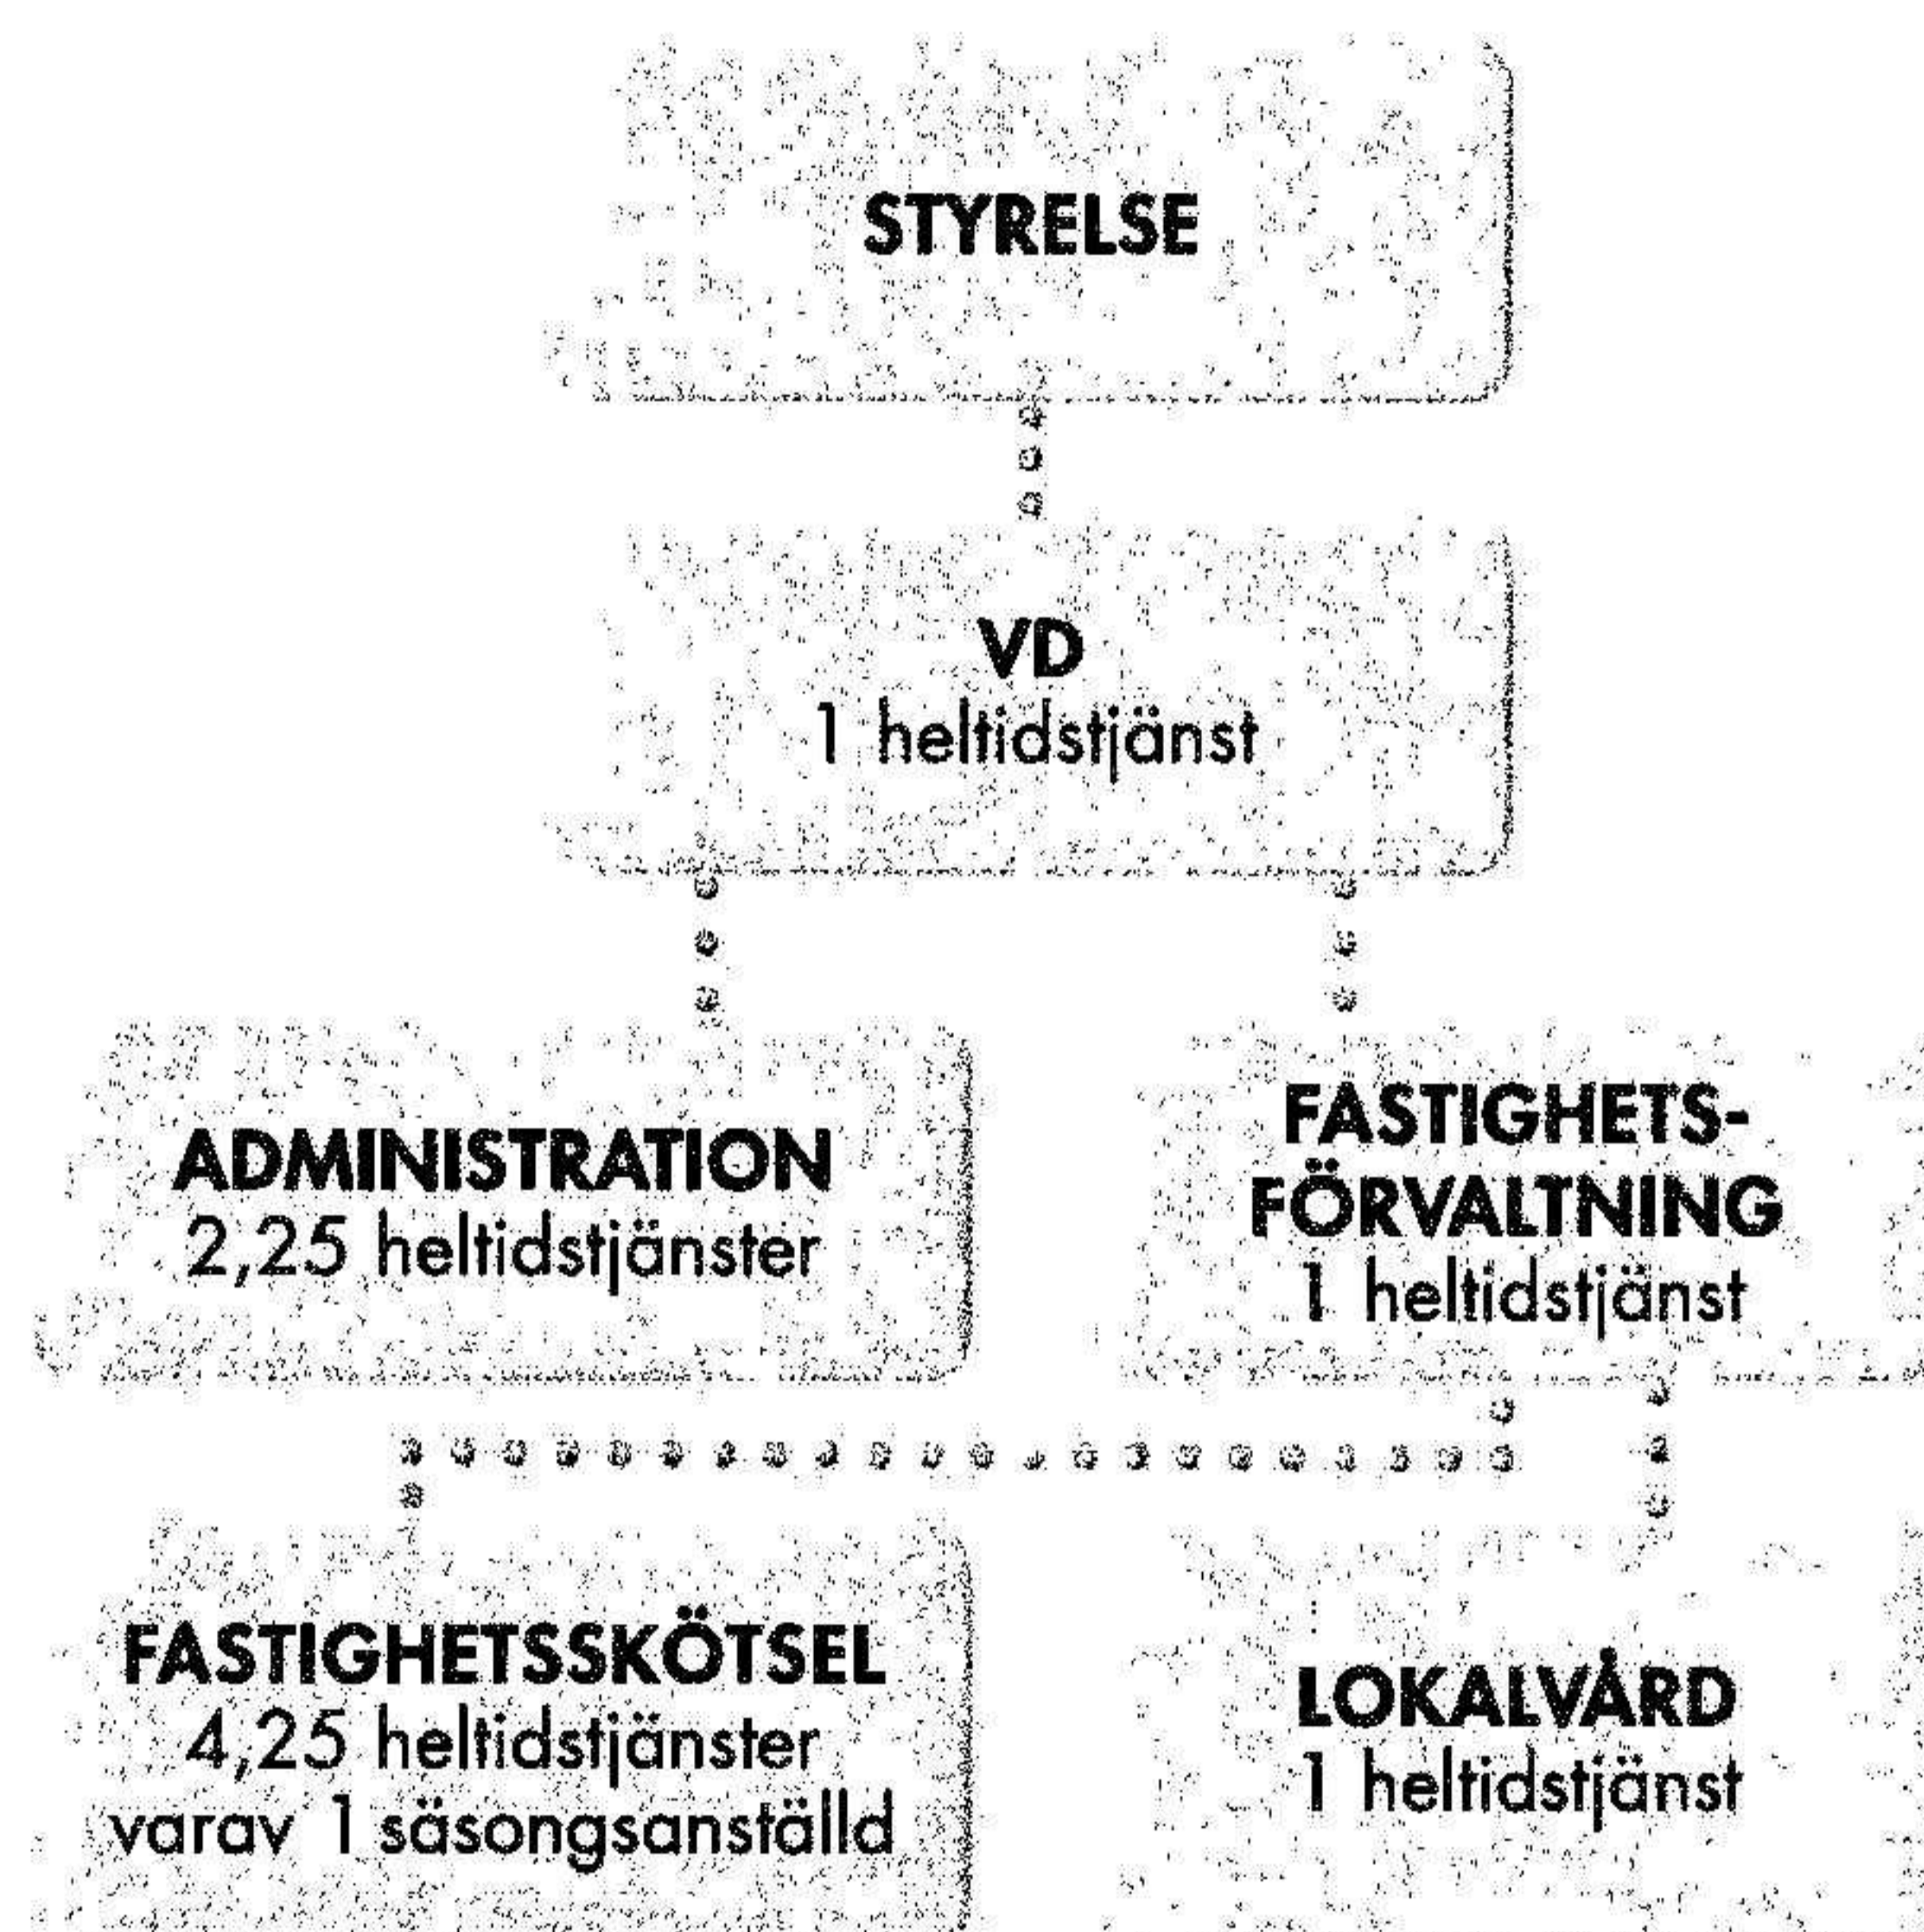 STYRELSE
VD
1 heltidstjänst
ADMINISTRATION
2,25 heltidstjänster
FASTIGHETS-
FÖRVALTNING
1 heltidstjänst
FASTIGHETSSKÖTSEL
4,25 heltidstjänster
varav 1 säsongsanställd
LOKALVÅRD
1 heltidstjänst